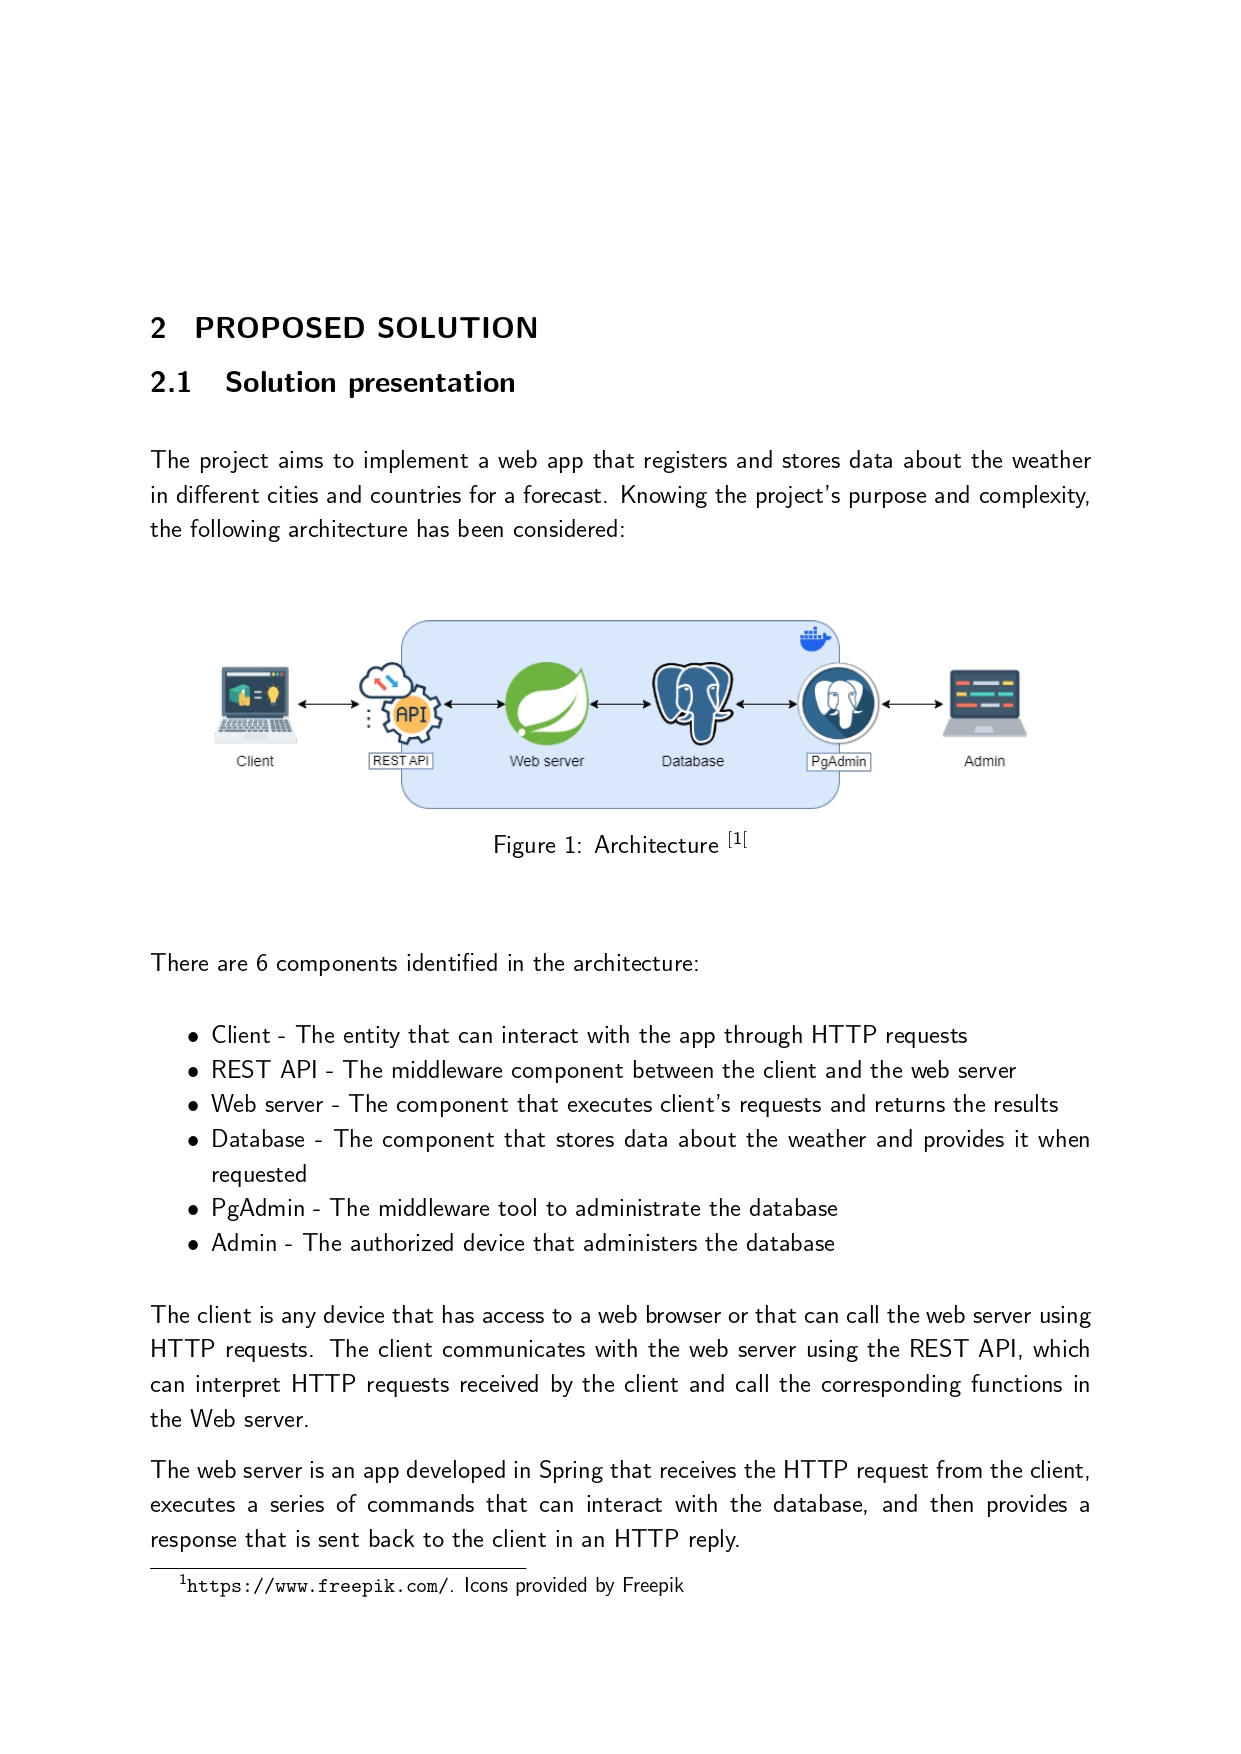 2 PROPOSED SOLUTION
2.1 Solution presentation
The project aims to implement a web app that registers and stores data about the weather
in different cities and countries for a forecast. Knowing the project's purpose and complexity,
the following architecture has been considered:
API
Client
REST API
Web server
Database
PgAdmin
Admin
Figure 1: Architecture [1[
There are 6 components identified in the architecture:
• Client - The entity that can interact with the app through HTTP requests
• REST API - The middleware component between the client and the web server
• Web server - The component that executes client's requests and returns the results
• Database - The component that stores data about the weather and provides it when
requested
• PgAdmin - The middleware tool to administrate the database
• Admin - The authorized device that administers the database
The client is any device that has access to a web browser or that can call the web server using
HTTP requests. The client communicates with the web server using the REST API, which
can interpret HTTP requests received by the client and call the corresponding functions in
the Web server.
The web server is an app developed in Spring that receives the HTTP request from the client,
executes a series of commands that can interact with the database, and then provides a
response that is sent back to the client in an HTTP reply.
1https://www.freepik.com/. Icons provided by Freepik